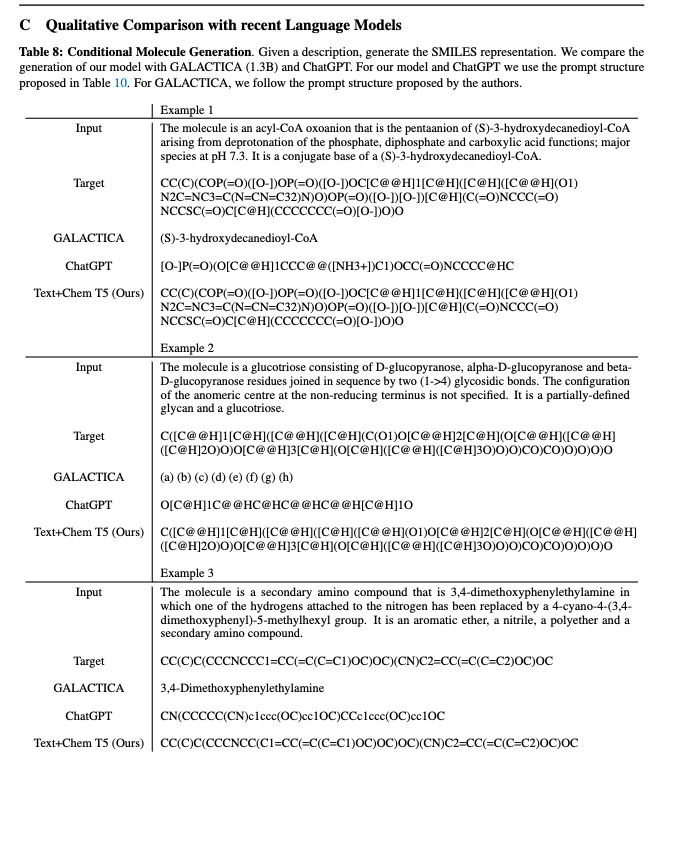 C Qualitative Comparison with recent Language Models
Table 8: Conditional Molecule Generation. Given a description, generate the SMILES representation. We compare the
generation of our model with GALACTICA (1.3B) and ChatGPT. For our model and ChatGPT we use the prompt structure
proposed in Table 10. For GALACTICA, we follow the prompt structure proposed by the authors.
Example 1
Input The molecule is an acyl-CoA oxoanion that is the pentaanion of (S)-3-hydroxydecanedioyl-CoA
arising from deprotonation of the phosphate, diphosphate and carboxylic acid functions; major
species at pH 7.3. It is a conjugate base of a (S)-3-hydroxydecanedioyl-CoA.
Target CC(C)(COP(=O)([O-])OP(=O)([O-])OC[C@@H]1[C@H]([C@H]([C@@H](O1)
N2C=NC3=C(N=CN=C32)N)O)OP(=O)([O-])[O-])[C@H](C(=O)NCCC(=O)
NCCSC(=O)C[C@H](CCCCCCC(=O)[O-])O)O
GALACTICA (S)-3-hydroxydecanedioyl-CoA
ChatGPT [O-]P(=O)(O[C@@H]1CCC@@([NH3+])C1)OCC(=O)NCCCC@HC
Text+Chem T5 (Ours) CC(C)(COP(=O)([O-])OP(=O)([O-])OC[C@@H]1[C@H]([C@H]([C@@H](O1)
N2C=NC3=C(N=CN=C32)N)O)OP(=O)([O-])[O-])[C@H](C(=O)NCCC(=O)
NCCSC(=O)C[C@H](CCCCCCC(=O)[O-])O)O
Example 2
Input The molecule is a glucotriose consisting of D-glucopyranose, alpha-D-glucopyranose and beta-
D-glucopyranose residues joined in sequence by two (1->4) glycosidic bonds. The configuration
of the anomeric centre at the non-reducing terminus is not specified. It is a partially-defined
glycan and a glucotriose.
Target C([C@@H]1[C@H]([C@@H]([C@H](C(O1)O[C@@H]2[C@H](O[C@@H]([C@@H]
([C@H]2O)O)O[C@@H]3[C@H](O[C@H]([C@@H]([C@H]3O)O)O)CO)CO)O)O)O)O
GALACTICA (a) (b) (c) (d) (e) (f) (g) (h)
ChatGPT O[C@H]1C@@HC@HC@@HC@@H[C@H]1O
Text+Chem T5 (Ours) C([C@@H]1[C@H]([C@@H]([C@H]([C@@H](O1)O[C@@H]2[C@H](O[C@@H]([C@@H]
([C@H]2O)O)O[C@@H]3[C@H](O[C@H]([C@@H]([C@H]3O)O)O)CO)CO)O)O)O)O
Example 3
Input The molecule is a secondary amino compound that is 3,4-dimethoxyphenylethylamine in
which one of the hydrogens attached to the nitrogen has been replaced by a 4-cyano-4-(3,4-
dimethoxyphenyl)-5-methylhexyl group. It is an aromatic ether, a nitrile, a polyether and a
secondary amino compound.
Target CC(C)C(CCCNCCC1=CC(=C(C=C1)OC)OC)(CN)C2=CC(=C(C=C2)OC)OC
GALACTICA 3,4-Dimethoxyphenylethylamine
ChatGPT CN(CCCCC(CN)c1ccc(OC)cc1OC)CCc1ccc(OC)cc1OC
Text+Chem T5 (Ours) CC(C)C(CCCNCC(C1=CC(=C(C=C1)OC)OC)OC)(CN)C2=CC(=C(C=C2)OC)OC